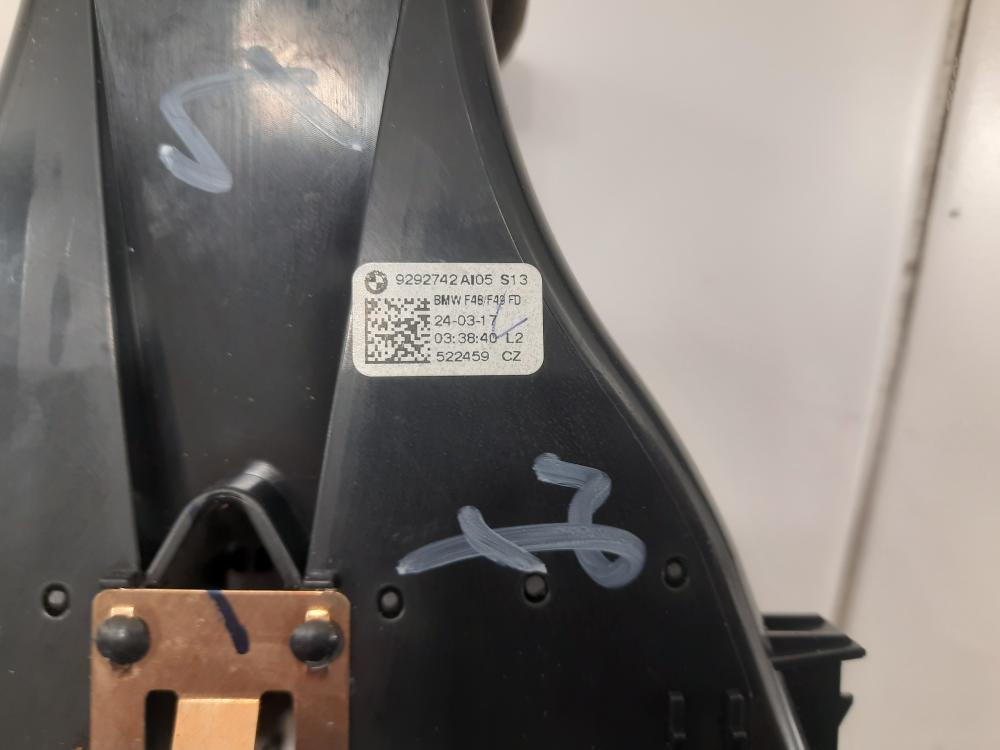 9292742 AI05 S13
BMW F48/F49 FD
24-03-17
03:38:40 L2
522459 CZ